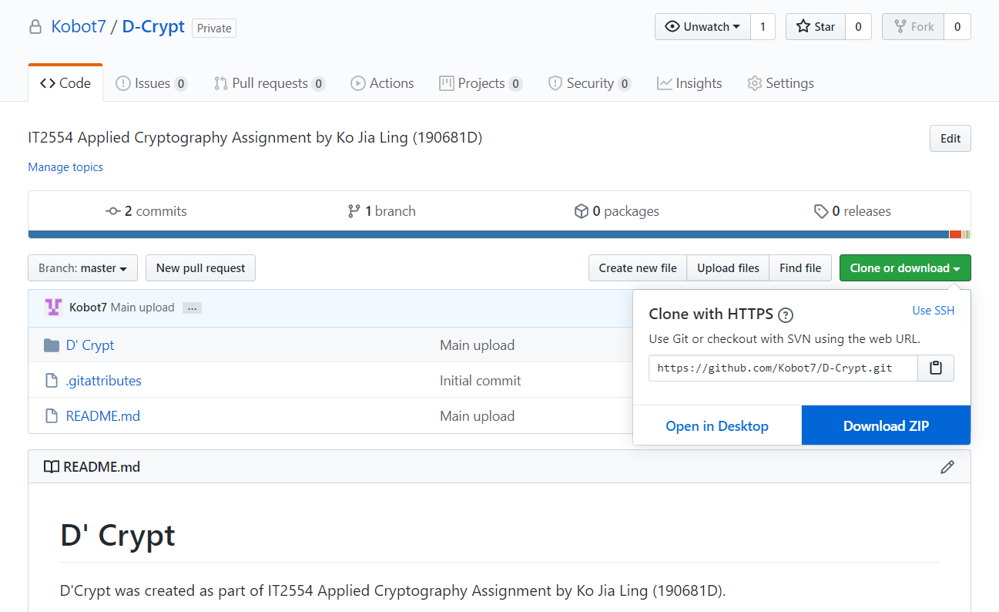 Kobot7 / D-Crypt Private Unwatch 1 Star 0 Fork 0
Code Issues 0 Pull requests 0 Actions Projects 0 Security 0 Insights Settings
IT2554 Applied Cryptography Assignment by Ko Jia Ling (190681D) Edit
Manage topics
2 commits 1 branch 0 packages 0 releases
Branch: master New pull request Create new file Upload files Find file Clone or download
Kobot7 Main upload ...
D' Crypt Main upload
.gitattributes Initial commit
README.md Main upload
Clone with HTTPS ? Use SSH
Use Git or checkout with SVN using the web URL.
https://github.com/Kobot7/D-Crypt.git
Open in Desktop Download ZIP
README.md
D' Crypt
D'Crypt was created as part of IT2554 Applied Cryptography Assignment by Ko Jia Ling (190681D).